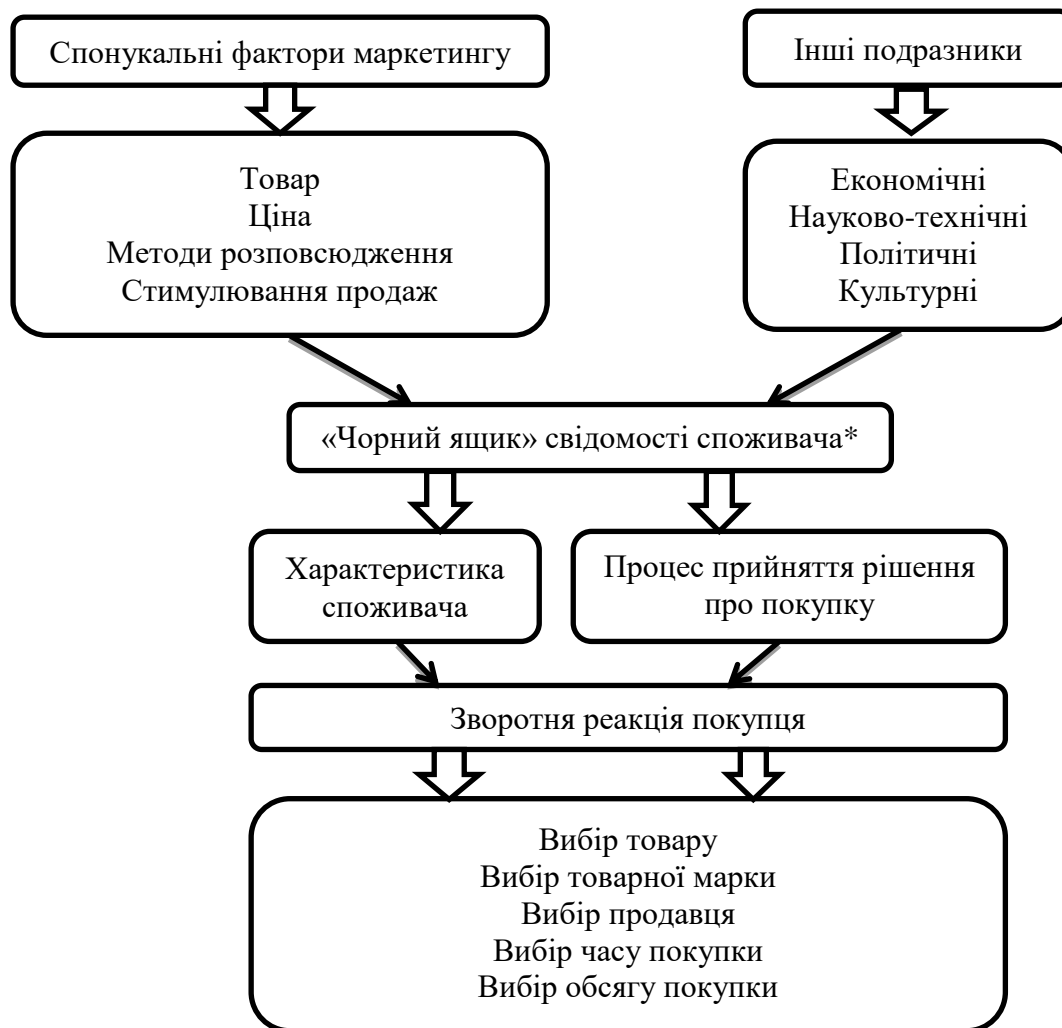 Спонукальні фактори маркетингу
Інші подразники
Товар
Ціна
Методи розповсюдження
Стимулювання продаж
Економічні
Науково-технічні
Політичні
Культурні
«Чорний ящик» свідомості споживача*
Характеристика
споживача
Процес прийняття рішення
про покупку
Зворотня реакція покупця
Вибір товару
Вибір товарної марки
Вибір продавця
Вибір часу покупки
Вибір обсягу покупки